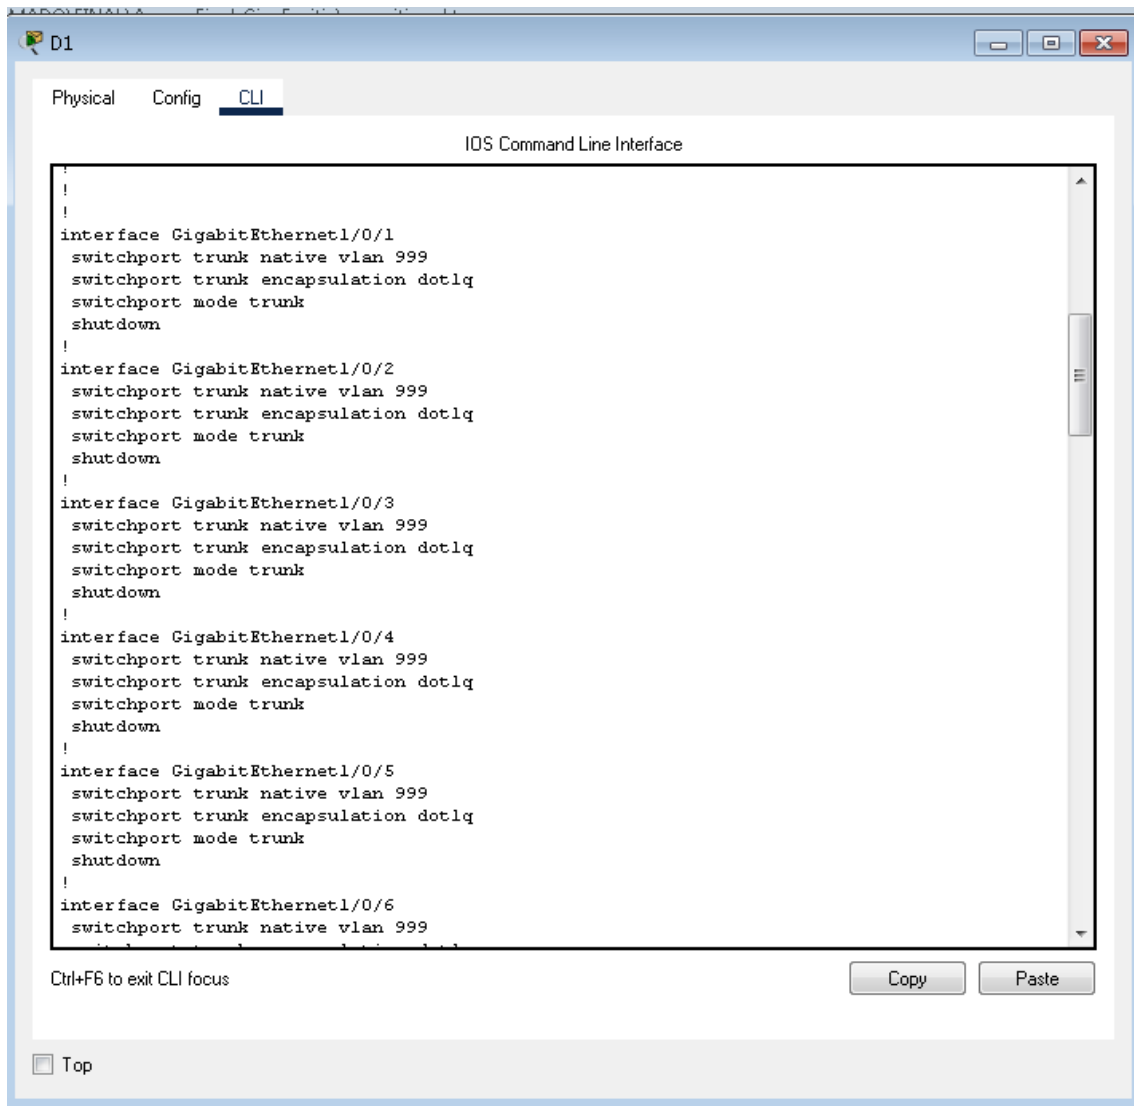 D1
Physical Config CLI
IOS Command Line Interface
!
!
!
interface GigabitEthernet1/0/1
switchport trunk native vlan 999
switchport trunk encapsulation dot1q
switchport mode trunk
shutdown
!
interface GigabitEthernet1/0/2
switchport trunk native vlan 999
switchport trunk encapsulation dot1q
switchport mode trunk
shutdown
!
interface GigabitEthernet1/0/3
switchport trunk native vlan 999
switchport trunk encapsulation dot1q
switchport mode trunk
shutdown
!
interface GigabitEthernet1/0/4
switchport trunk native vlan 999
switchport trunk encapsulation dot1q
switchport mode trunk
shutdown
!
interface GigabitEthernet1/0/5
switchport trunk native vlan 999
switchport trunk encapsulation dot1q
switchport mode trunk
shutdown
!
interface GigabitEthernet1/0/6
switchport trunk native vlan 999
Ctrl+F6 to exit CLI focus
Copy Paste
Top